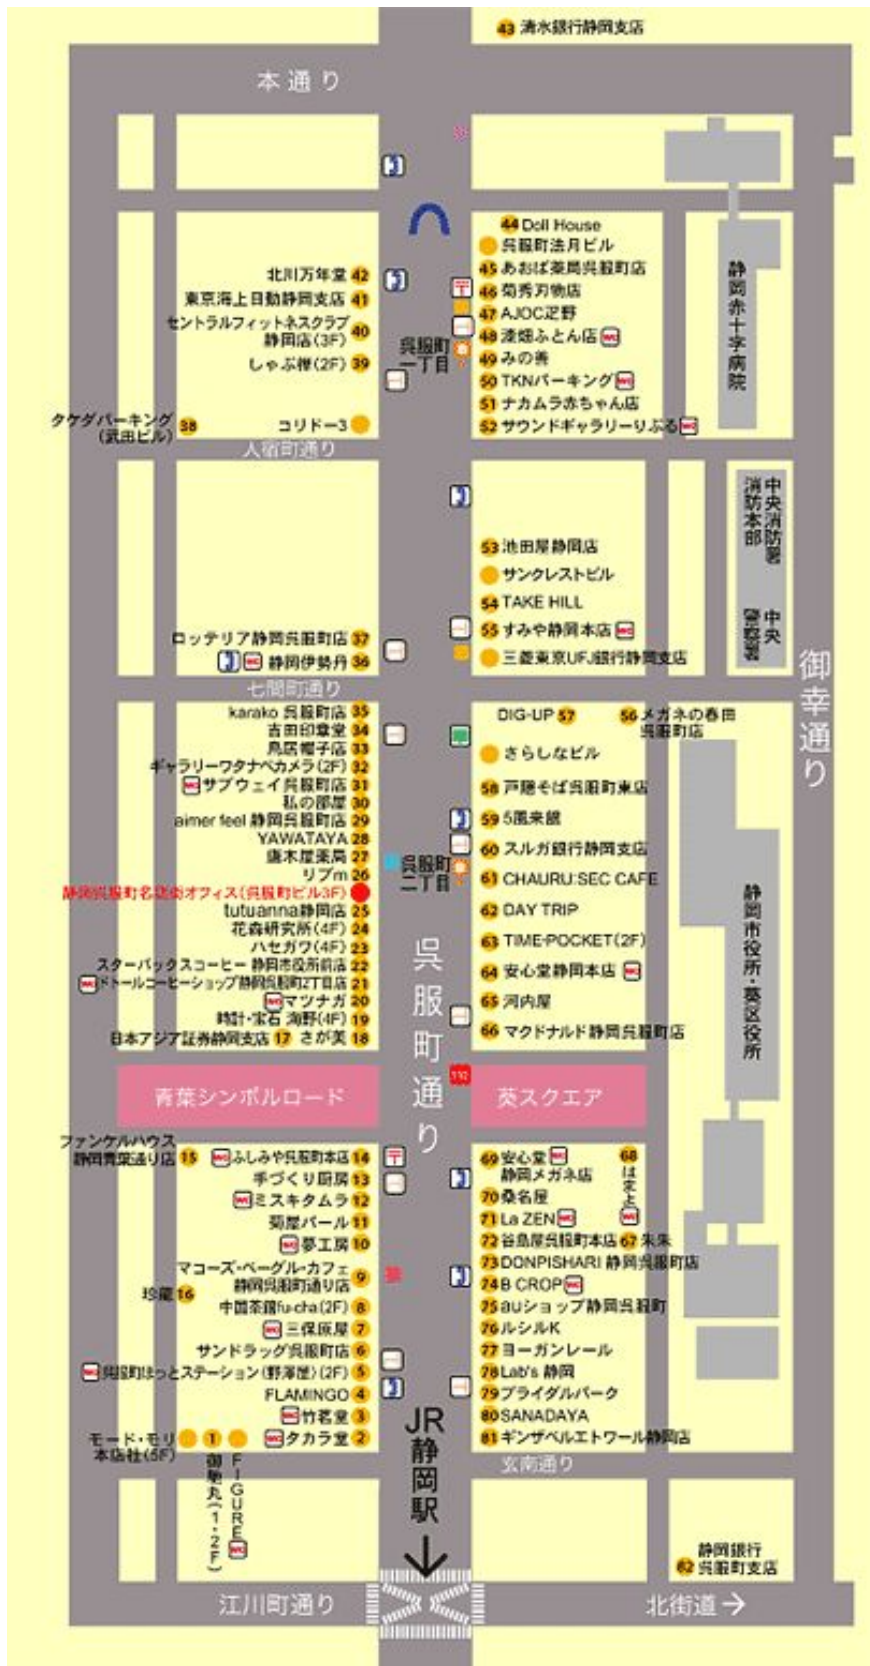 43 清水銀行静岡支店
本通り
44 Doll House
呉服町法月ビル
45 あおば薬局呉服町店
46 菊秀刃物店
47 AJOC疋野
48 漆畑ふとん店 WC
49 みの善
50 TKNパーキング WC
51 ナカムラ赤ちゃん店
52 サウンドギャラリーりぶる WC
北川万年堂 42
東京海上日動静岡支店 41
セントラルフィットネスクラブ
静岡店(3F) 40
しゃぶ禅(2F) 39
タケダパーキング
(武田ビル) 38
コリドー3
呉服町
一丁目
静岡赤十字病院
人宿町通り
53 池田屋静岡店
サンクレストビル
54 TAKE HILL
55 すみや静岡本店 WC
三菱東京UFJ銀行静岡支店
ロッテリア静岡呉服町店 37
WC 静岡伊勢丹 36
中央消防署
消防本部
中央
警察署
御幸通り
七間町通り
karako 呉服町店 35
吉田印章堂 34
鳥居帽子店 33
ギャラリーワタナベカメラ(2F) 32
WC サブウェイ呉服町店 31
私の部屋 30
aimer feel 静岡呉服町店 29
YAWATAYA 28
唐木屋薬局 27
リブm 26
静岡呉服町名店街オフィス(呉服町ビル3F)
tutuanna静岡店 25
花森研究所(4F) 24
ハセガワ(4F) 23
スターバックスコーヒー 静岡市役所前店 22
WC ドトールコーヒーショップ静岡呉服町2丁目店 21
WC マツナガ 20
時計・宝石 海野(4F) 19
日本アジア証券静岡支店 17 さが美 18
DIG-UP 57
56 メガネの春田
呉服町店
さらしなビル
58 戸隠そば呉服町東店
59 5風来館
60 スルガ銀行静岡支店
61 CHAURU:SEC CAFE
62 DAY TRIP
63 TIME-POCKET(2F)
64 安心堂静岡本店 WC
65 河内屋
66 マクドナルド静岡呉服町店
呉服町
二丁目
呉服町通り
静岡市役所・葵区役所
青葉シンボルロード
110
葵スクエア
ファンケルハウス
静岡青葉通り店 15
WC ふしみや呉服町本店 14
手づくり厨房 13
WC ミスキタムラ 12
菊屋パール 11
WC 夢工房 10
マコーズ・ベーグル・カフェ
静岡呉服町通り店 9
珍龍 16
中国茶館fu-cha(2F) 8
WC 三保原屋 7
サンドラッグ呉服町店 6
WC 呉服町ほっとステーション(野澤屋)(2F) 5
FLAMINGO 4
WC 竹茗堂 3
WC タカラ堂 2
モード・モリ
本店社(5F)
1 御馳丸(1・2F)
FIGURE WC
69 安心堂 WC
静岡メガネ店
68 はまよし WC
70 桑名屋
71 La ZEN WC
72 谷島屋呉服町本店 67 朱朱
73 DONPISHARI 静岡呉服町店
74 B CROP WC
75 auショップ静岡呉服町
76 ルシルK
77 ヨーガンレール
78 Lab's 静岡
79 ブライダルパーク
80 SANADAYA
81 ギンザベルエトワール静岡店
JR静岡駅
玄南通り
静岡銀行
82 呉服町支店
江川町通り
北街道→